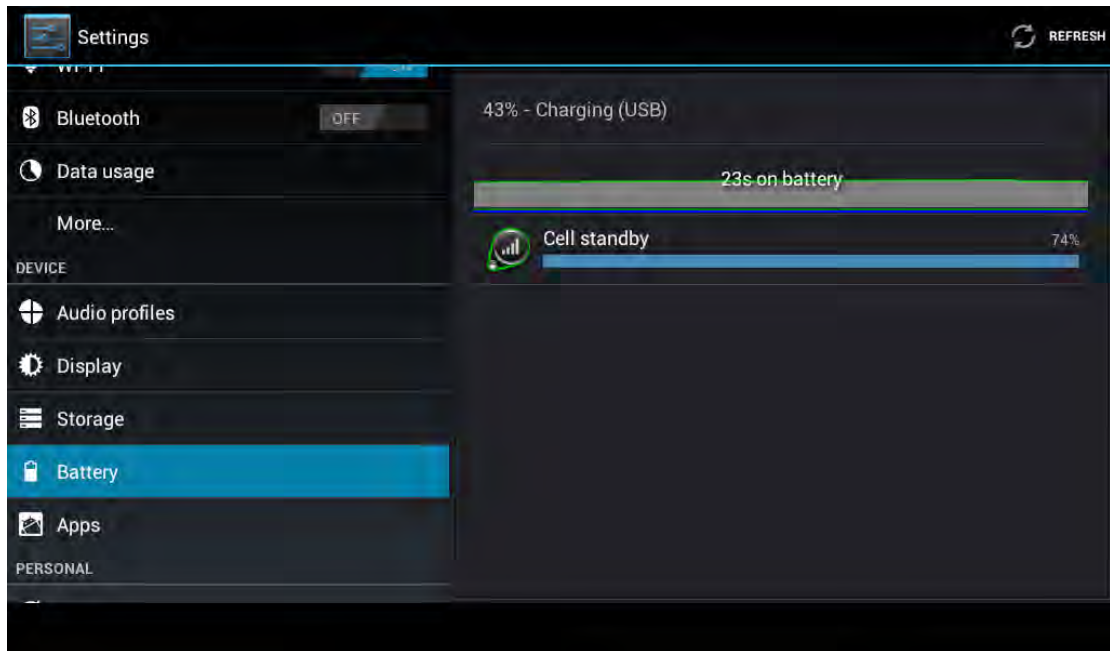 Settings
REFRESH
Bluetooth
OFF
Data usage
More...
DEVICE
Audio profiles
Display
Storage
Battery
Apps
PERSONAL
43% - Charging (USB)
23s on battery
Cell standby
74%